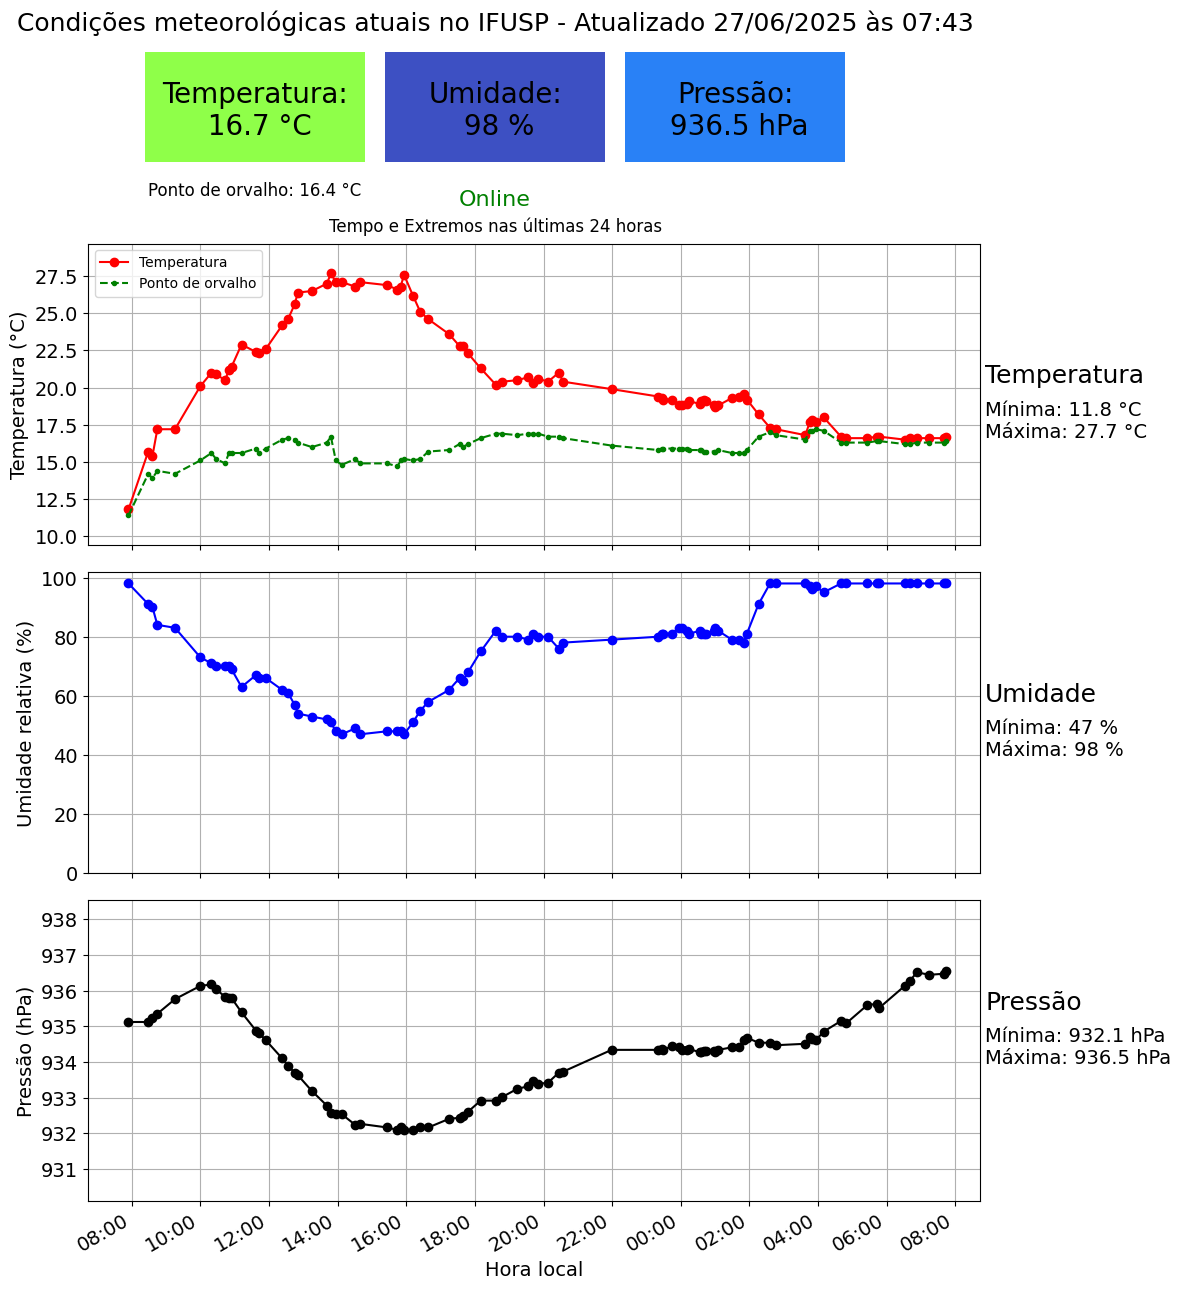 Condições meteorológicas atuais no IFUSP - Atualizado 27/06/2025 às 07:43
Temperatura:
16.7 °C
Umidade:
98 %
Pressão:
936.5 hPa
Ponto de orvalho: 16.4 °C
Online
Tempo e Extremos nas últimas 24 horas
Temperatura
Ponto de orvalho
Temperatura (°C)
27.5
25.0
22.5
20.0
17.5
15.0
12.5
10.0
Temperatura
Mínima: 11.8 °C
Máxima: 27.7 °C
Umidade relativa (%)
100
80
60
40
20
0
Umidade
Mínima: 47 %
Máxima: 98 %
Pressão (hPa)
938
937
936
935
934
933
932
931
Pressão
Mínima: 932.1 hPa
Máxima: 936.5 hPa
08:00
10:00
12:00
14:00
16:00
18:00
20:00
22:00
00:00
02:00
04:00
06:00
08:00
Hora local